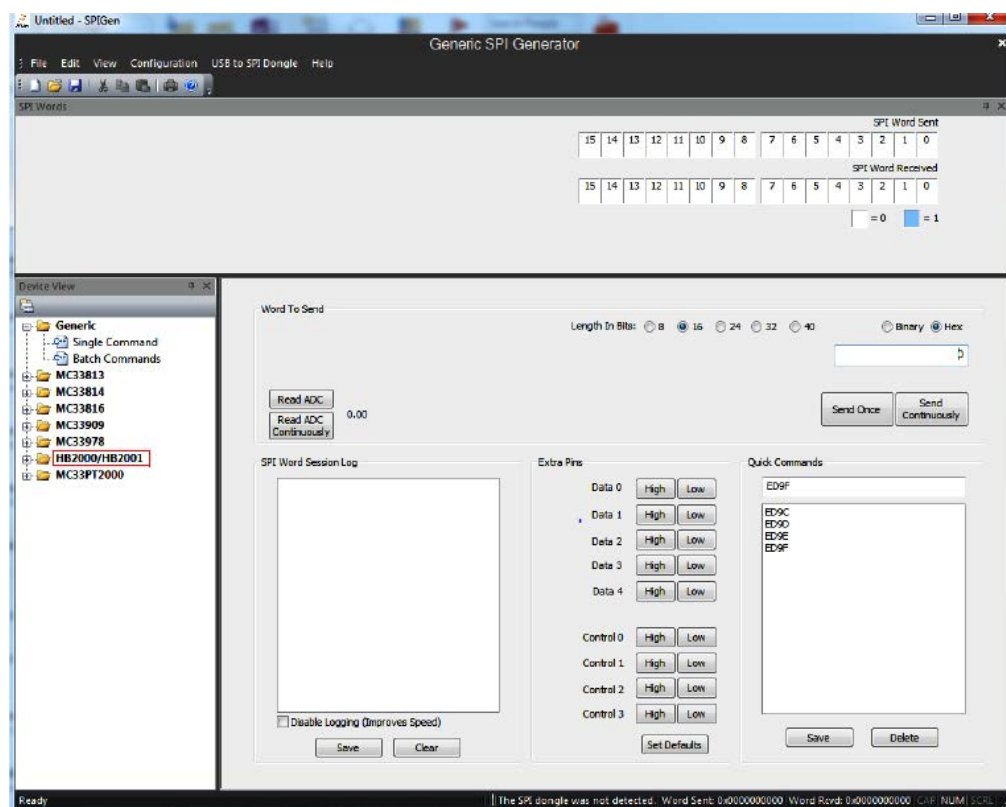 Untitled - SPIGen
Generic SPI Generator
File Edit View Configuration USB to SPI Dongle Help
SPI Words
SPI Word Sent
15 14 13 12 11 10 9 8 7 6 5 4 3 2 1 0
SPI Word Received
15 14 13 12 11 10 9 8 7 6 5 4 3 2 1 0
= 0 = 1
Device View
Generic
Single Command
Batch Commands
MC33813
MC33814
MC33816
MC33909
MC33978
HB2000/HB2001
MC33PT2000
Word To Send
Length In Bits: 8 16 24 32 40 Binary Hex
Read ADC
Read ADC Continuously
0.00
Send Once
Send Continuously
SPI Word Session Log
Disable Logging (Improves Speed)
Save Clear
Extra Pins
Data 0 High Low
Data 1 High Low
Data 2 High Low
Data 3 High Low
Data 4 High Low
Control 0 High Low
Control 1 High Low
Control 2 High Low
Control 3 High Low
Set Defaults
Quick Commands
ED9F
ED9C
ED9D
ED9E
ED9F
Save Delete
Ready
The SPI dongle was not detected. Word Sent: 0x0000000000 Word Rcvd: 0x0000000000 CAP NUM SCRL